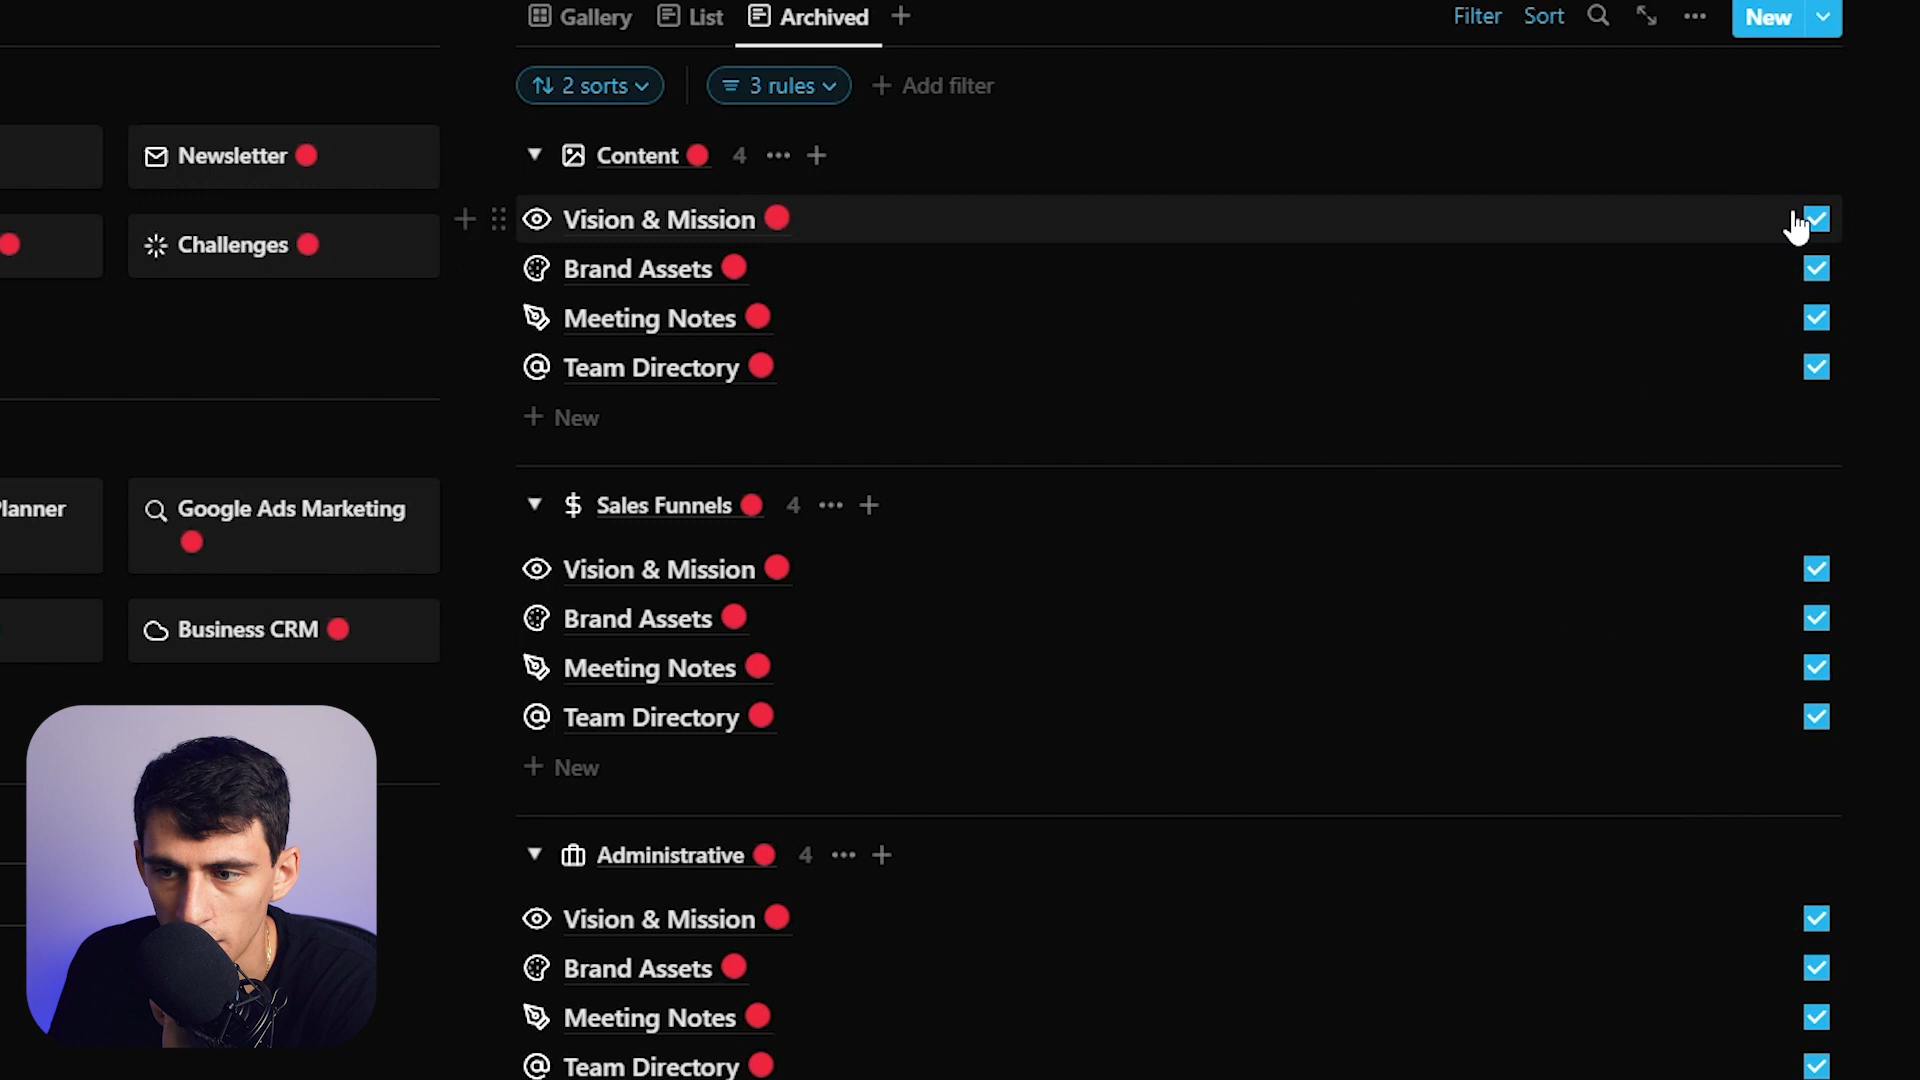 Gallery List Archived
Filter Sort New
2 sorts 3 rules Add filter
Newsletter
Challenges
lanner
Google Ads Marketing
Business CRM
Content 4
Vision & Mission
Brand Assets
Meeting Notes
Team Directory
New
Sales Funnels 4
Vision & Mission
Brand Assets
Meeting Notes
Team Directory
New
Administrative 4
Vision & Mission
Brand Assets
Meeting Notes
Team Directory